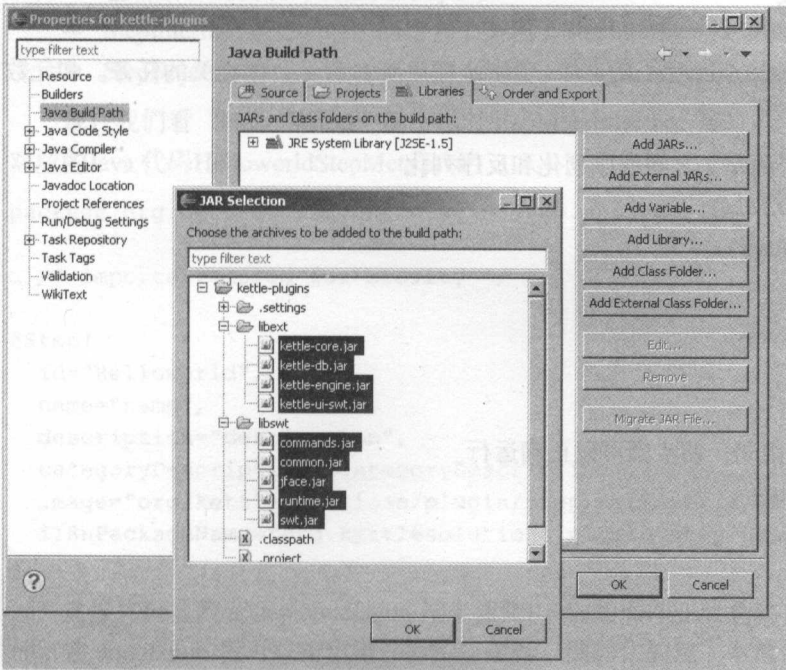 Properties for kettle-plugins
type filter text
Resource
Builders
Java Build Path
Java Code Style
Java Compiler
Java Editor
Javadoc Location
Project References
Run/Debug Settings
Task Repository
Task Tags
Validation
WikiText
Java Build Path
Source
Projects
Libraries
Order and Export
JARs and class folders on the build path:
JRE System Library [J2SE-1.5]
Add JARs...
Add External JARs...
Add Variable...
Add Library...
Add Class Folder...
Add External Class Folder...
Edit...
Remove
Migrate JAR File...
JAR Selection
Choose the archives to be added to the build path:
type filter text
kettle-plugins
.settings
libext
kettle-core.jar
kettle-db.jar
kettle-engine.jar
kettle-ui-swt.jar
libswt
commands.jar
common.jar
jface.jar
runtime.jar
swt.jar
.classpath
.project
OK
Cancel
OK
Cancel